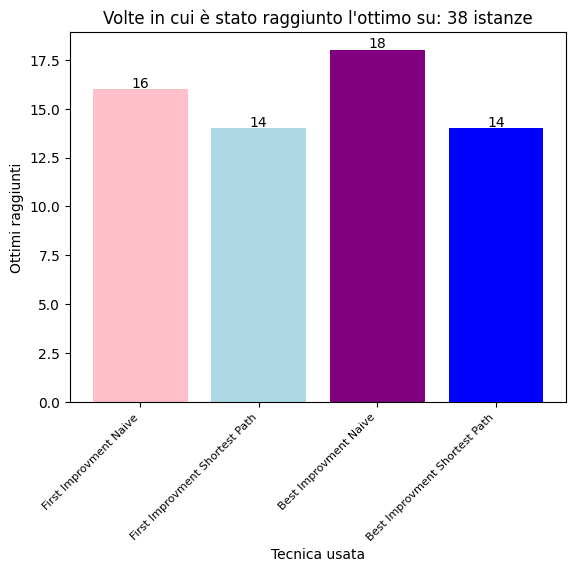 Volte in cui è stato raggiunto l'ottimo su: 38 istanze
Ottimi raggiunti
17.5
15.0
12.5
10.0
7.5
5.0
2.5
0.0
16
14
18
14
First Improvment Naive
First Improvment Shortest Path
Best Improvment Naive
Best Improvment Shortest Path
Tecnica usata